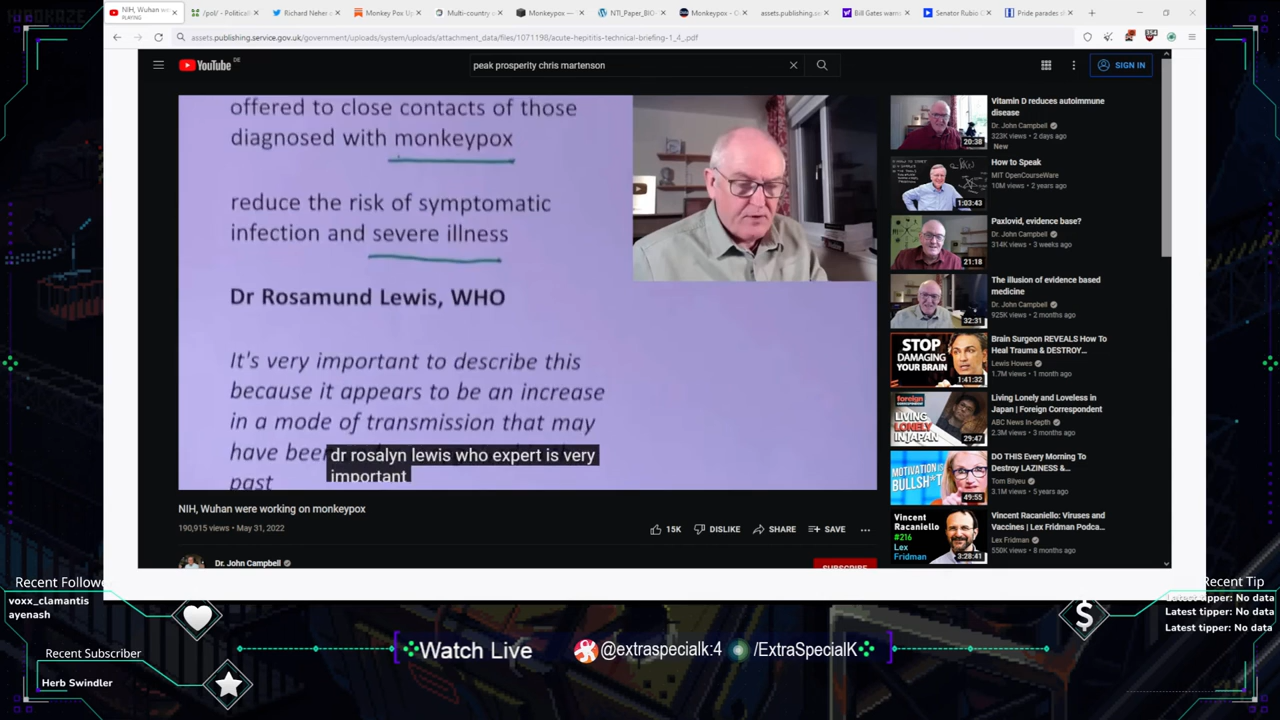 NIH, Wuhan w
PLAYING
/pol/ - Political
Richard Neher
Monkey Pox Up
Multi-country
Monkeypox
NTI_Paper_BIO
Monkeypox
assets.publishing
Bill Gates warns
Senator Rubio
Pride parades
assets.publishing.service.gov.uk/government/uploads/system/uploads/attachment_data/files/1071198/acute-hepititis-technical-briefing-1_4_.pdf
354
YouTube
DE
peak prosperity chris martenson
SIGN IN
offered to close contacts of those
diagnosed with monkeypox
reduce the risk of symptomatic
infection and severe illness
Dr Rosamund Lewis, WHO
It's very important to describe this
because it appears to be an increase
in a mode of transmission that may
have been
past
dr rosalyn lewis who expert is very
important
NIH, Wuhan were working on monkeypox
190,915 views • May 31, 2022
15K
DISLIKE
SHARE
SAVE
Dr. John Campbell
SUBSCRIBE
Vitamin D reduces autoimmune
disease
Dr. John Campbell
323K views • 2 days ago
New
20:38
How to Speak
MIT OpenCourseWare
10M views • 2 years ago
1:03:43
Paxlovid, evidence base?
Dr. John Campbell
314K views • 3 weeks ago
21:18
The illusion of evidence based
medicine
Dr. John Campbell
925K views • 2 months ago
32:31
STOP
DAMAGING
YOUR BRAIN
1:41:32
Brain Surgeon REVEALS How To
Heal Trauma & DESTROY...
Lewis Howes
1.7M views • 1 month ago
foreign
correspondent
LIVING
LONELY
IN JAPAN
29:47
Living Lonely and Loveless in
Japan | Foreign Correspondent
ABC News In-depth
2.3M views • 3 months ago
MOTIVATION IS
BULLSH*T
49:55
DO THIS Every Morning To
Destroy LAZINESS &...
Tom Bilyeu
3.1M views • 5 years ago
Vincent
Racaniello
#216
Lex
Fridman
3:28:41
Vincent Racaniello: Viruses and
Vaccines | Lex Fridman Podca...
Lex Fridman
550K views • 8 months ago
Recent Followe
voxx_clamantis
ayenash
Recent Subscriber
Herb Swindler
Watch Live
@extraspecialk:4
/ExtraSpecialK
Recent Tip
Latest tipper: No data
Latest tipper: No data
Latest tipper: No data